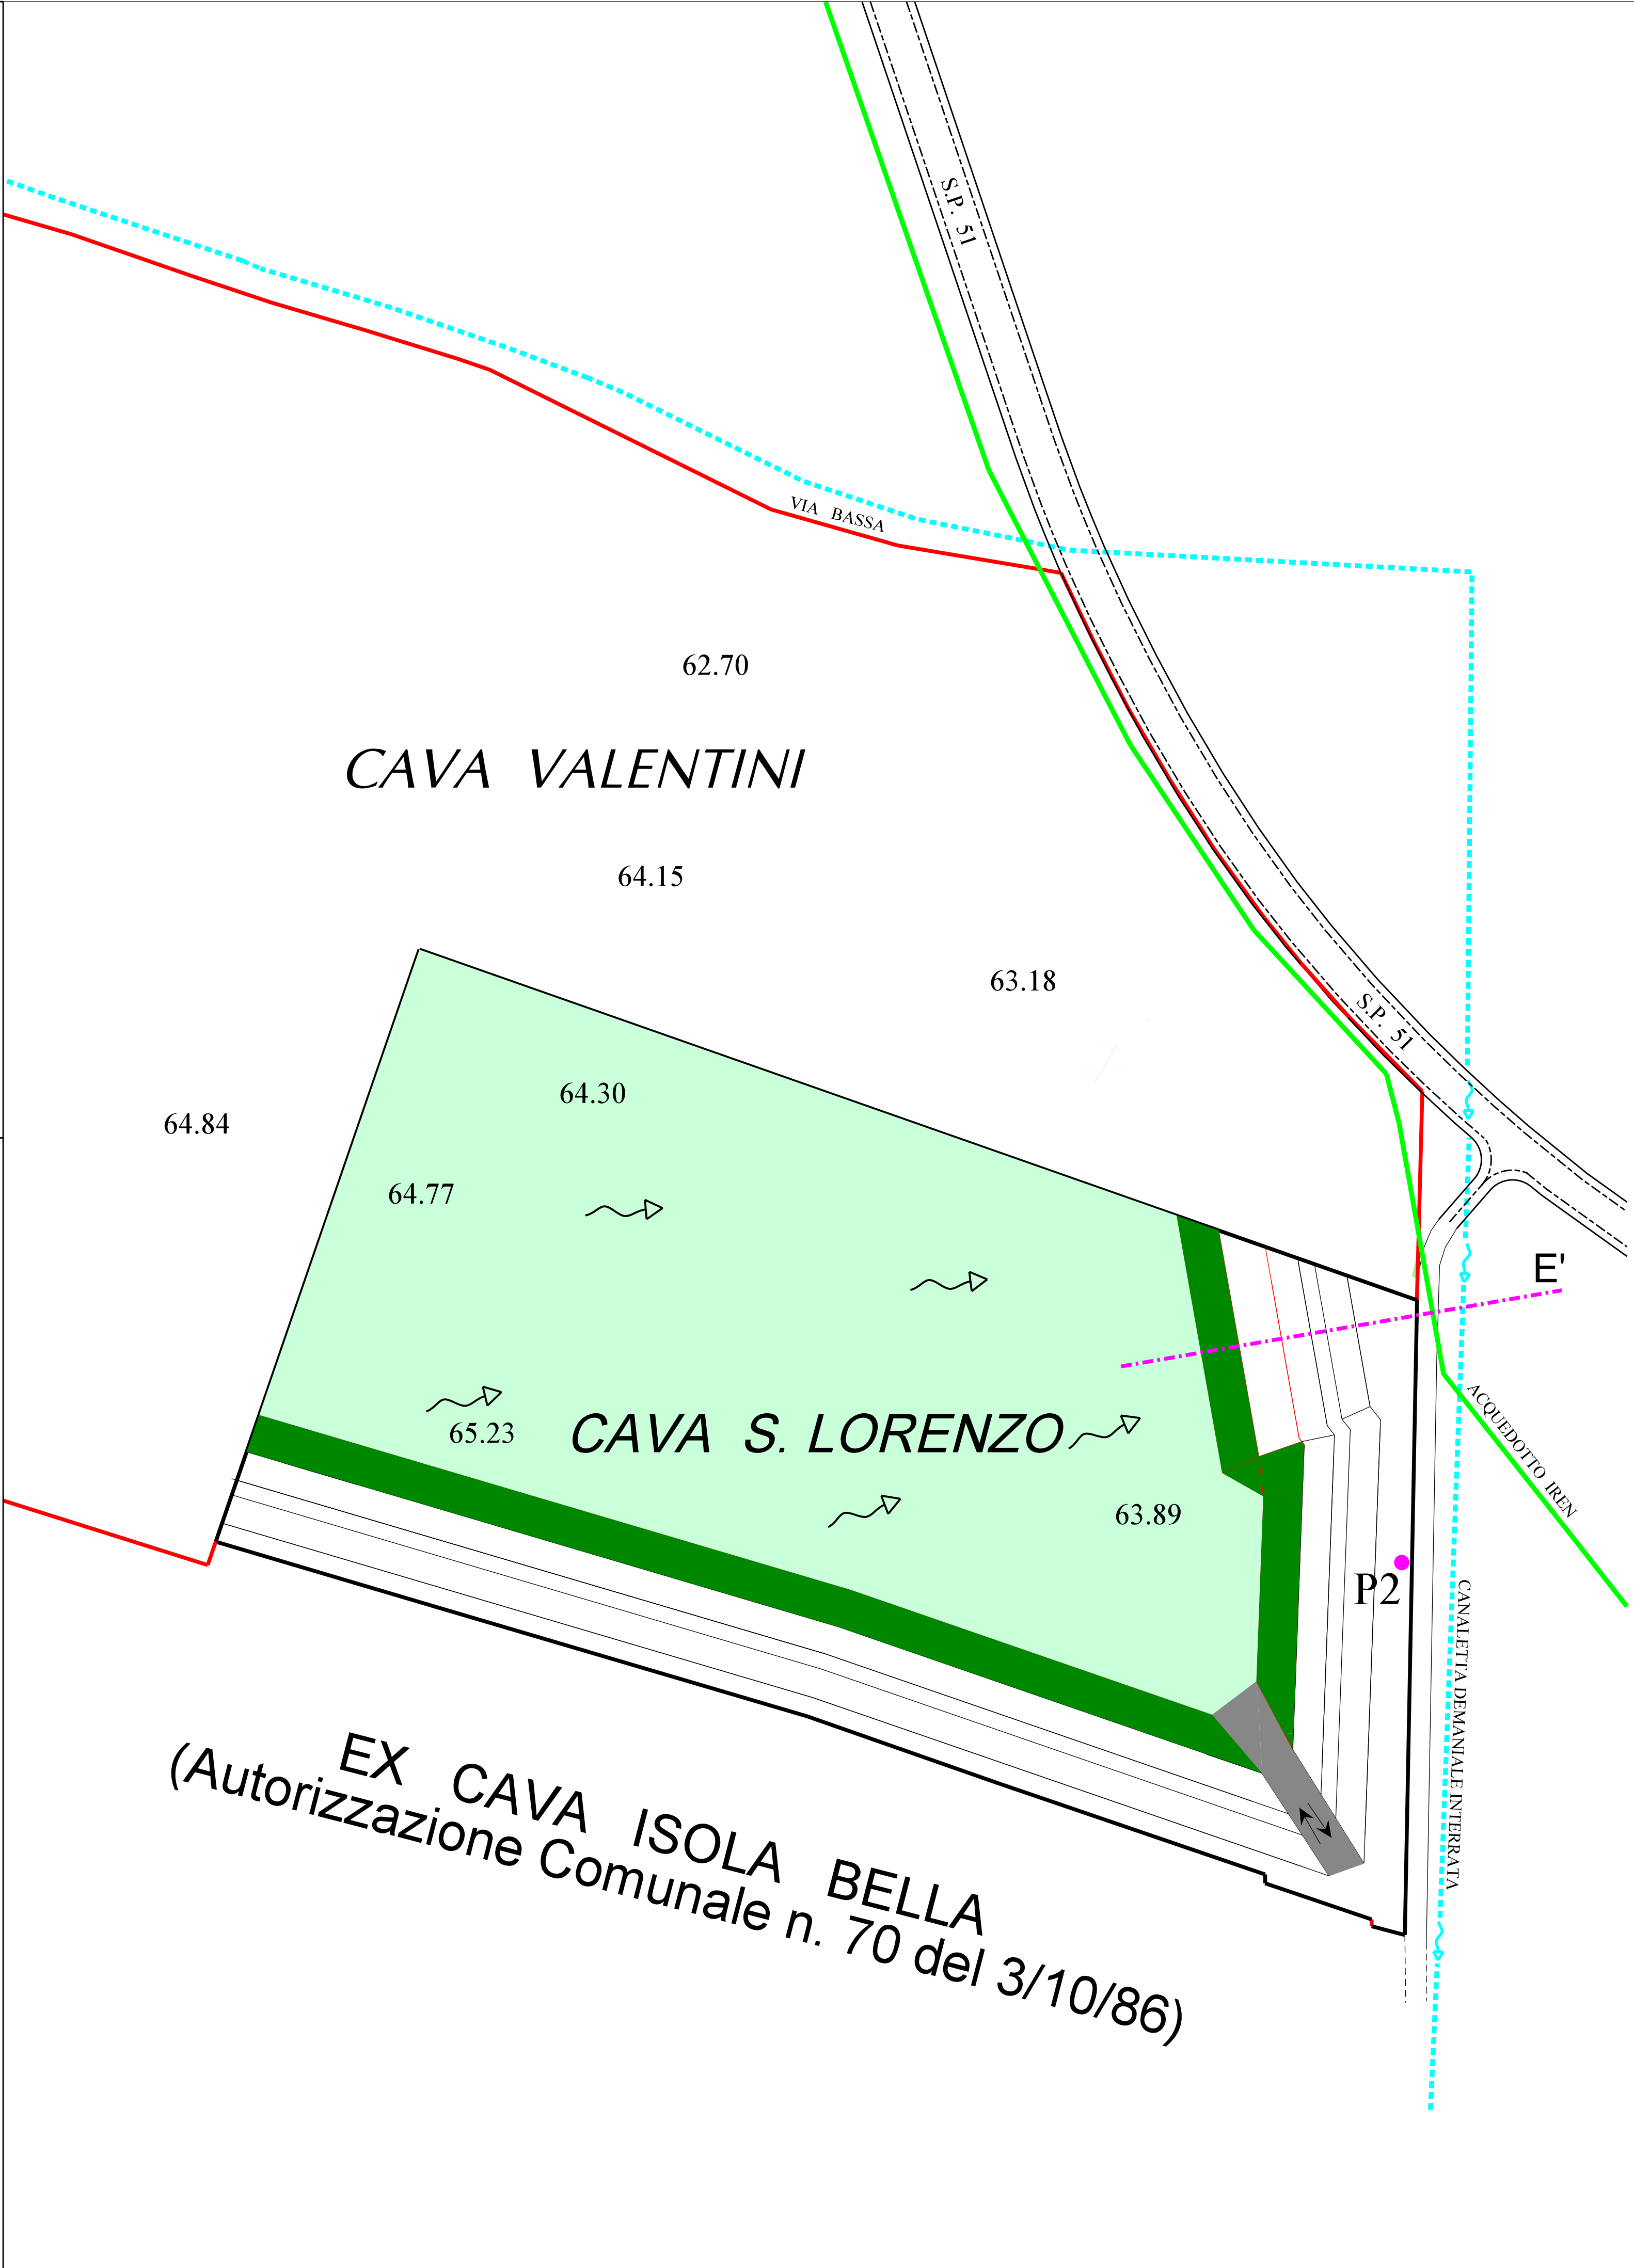 S.P. 51
VIA BASSA
62.70
CAVA VALENTINI
64.15
63.18
S.P. 51
64.30
64.84
64.77
E'
65.23
CAVA S. LORENZO
ACQUEDOTTO IREN
63.89
P2
CANALETTA DEMANIALE INTERRATA
EX CAVA ISOLA BELLA
(Autorizzazione Comunale n. 70 del 3/10/86)